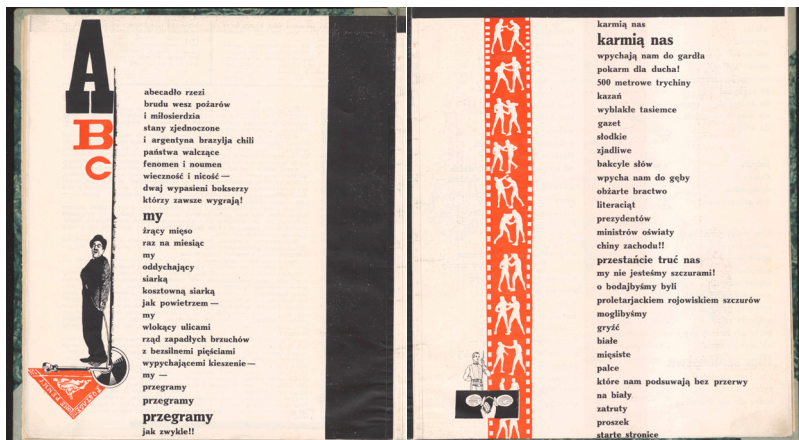 A
B
C
abecadło rzezi
brudu wesz pożarów
i miłosierdzia
stany zjednoczone
i argentyna brazylja chili
państwa walczące
fenomen i noumen
wieczność i nicość —
dwaj wypasieni bokserzy
którzy zawsze wygrają!
my
żrący mięso
raz na miesiąc
my
oddychający
siarką
kosztowną siarką
jak powietrzem —
my
włokący ulicami
rząd zapadłych brzuchów
z bezsilnemi pięściami
wypychającemi kieszenie —
my —
przegramy
przegramy
przegramy
jak zwykle!!
karmią nas
karmią nas
wpychają nam do gardła
pokarm dla ducha!
500 metrowe trychiny
kazań
wyblakłe tasiemce
gazet
słodkie
zjadliwe
bakcyle słów
wpycha nam do gęby
obżarte bractwo
literaciąt
prezydentów
ministrów oświaty
chiny zachodu!!
przestańcie truć nas
my nie jesteśmy szczurami!
o bodajbyśmy byli
proletarjackiem rojowiskiem szczurów
moglibyśmy
gryźć
białe
mięsiste
palce
które nam podsuwają bez przerwy
na biały
zatruty
proszek
starte stronice